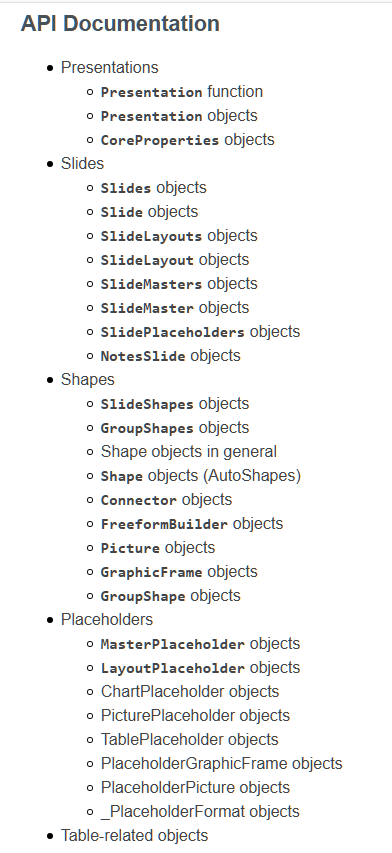 API Documentation
Presentations
Presentation function
Presentation objects
CoreProperties objects
Slides
Slides objects
Slide objects
SlideLayouts objects
SlideLayout objects
SlideMasters objects
SlideMaster objects
SlidePlaceholders objects
NotesSlide objects
Shapes
SlideShapes objects
GroupShapes objects
Shape objects in general
Shape objects (AutoShapes)
Connector objects
FreeformBuilder objects
Picture objects
GraphicFrame objects
GroupShape objects
Placeholders
MasterPlaceholder objects
LayoutPlaceholder objects
ChartPlaceholder objects
PicturePlaceholder objects
TablePlaceholder objects
PlaceholderGraphicFrame objects
PlaceholderPicture objects
_PlaceholderFormat objects
Table-related objects